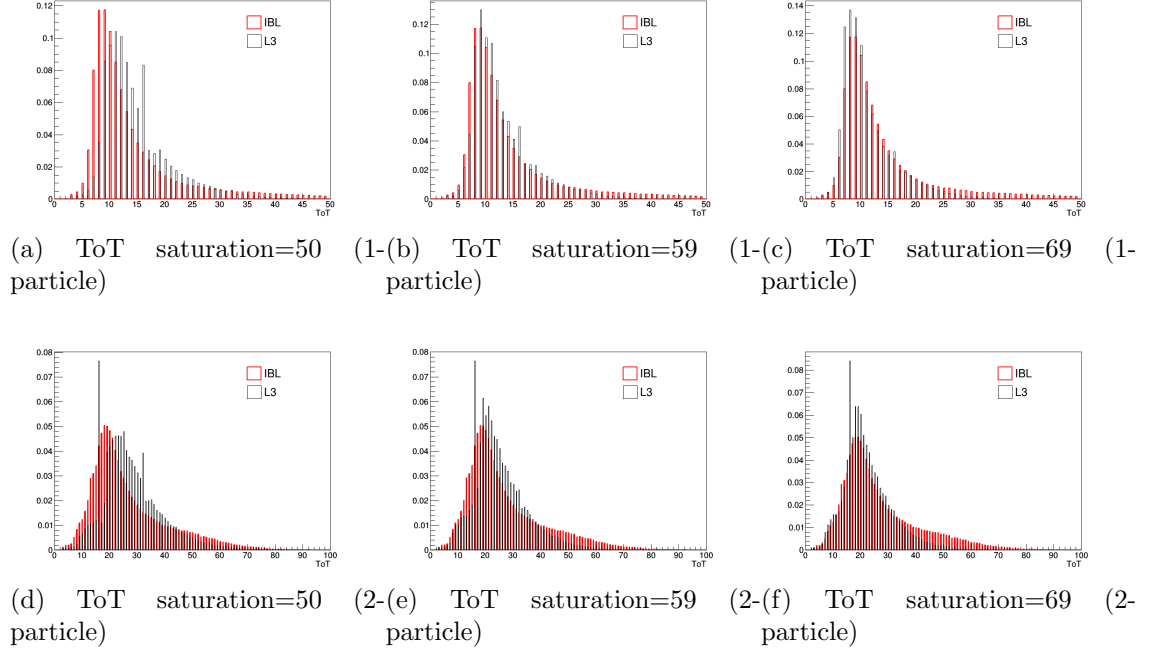 0.12
0.1
0.08
0.06
0.04
0.02
0
0 5 10 15 20 25 30 35 40 45 50
ToT
IBL
L3
0.12
0.1
0.08
0.06
0.04
0.02
0
0 5 10 15 20 25 30 35 40 45 50
ToT
IBL
L3
0.14
0.12
0.1
0.08
0.06
0.04
0.02
0
0 5 10 15 20 25 30 35 40 45 50
ToT
IBL
L3
(a) ToT saturation=50 (1-
particle)
(b) ToT saturation=59 (1-
particle)
(c) ToT saturation=69 (1-
particle)
0.08
0.07
0.06
0.05
0.04
0.03
0.02
0.01
0
0 10 20 30 40 50 60 70 80 90 100
ToT
IBL
L3
0.07
0.06
0.05
0.04
0.03
0.02
0.01
0
0 10 20 30 40 50 60 70 80 90 100
ToT
IBL
L3
0.08
0.07
0.06
0.05
0.04
0.03
0.02
0.01
0
0 10 20 30 40 50 60 70 80 90 100
ToT
IBL
L3
(d) ToT saturation=50 (2-
particle)
(e) ToT saturation=59 (2-
particle)
(f) ToT saturation=69 (2-
particle)